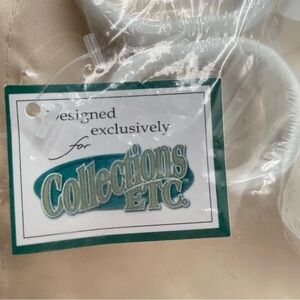 Designed
exclusively
for
Collections
ETC.